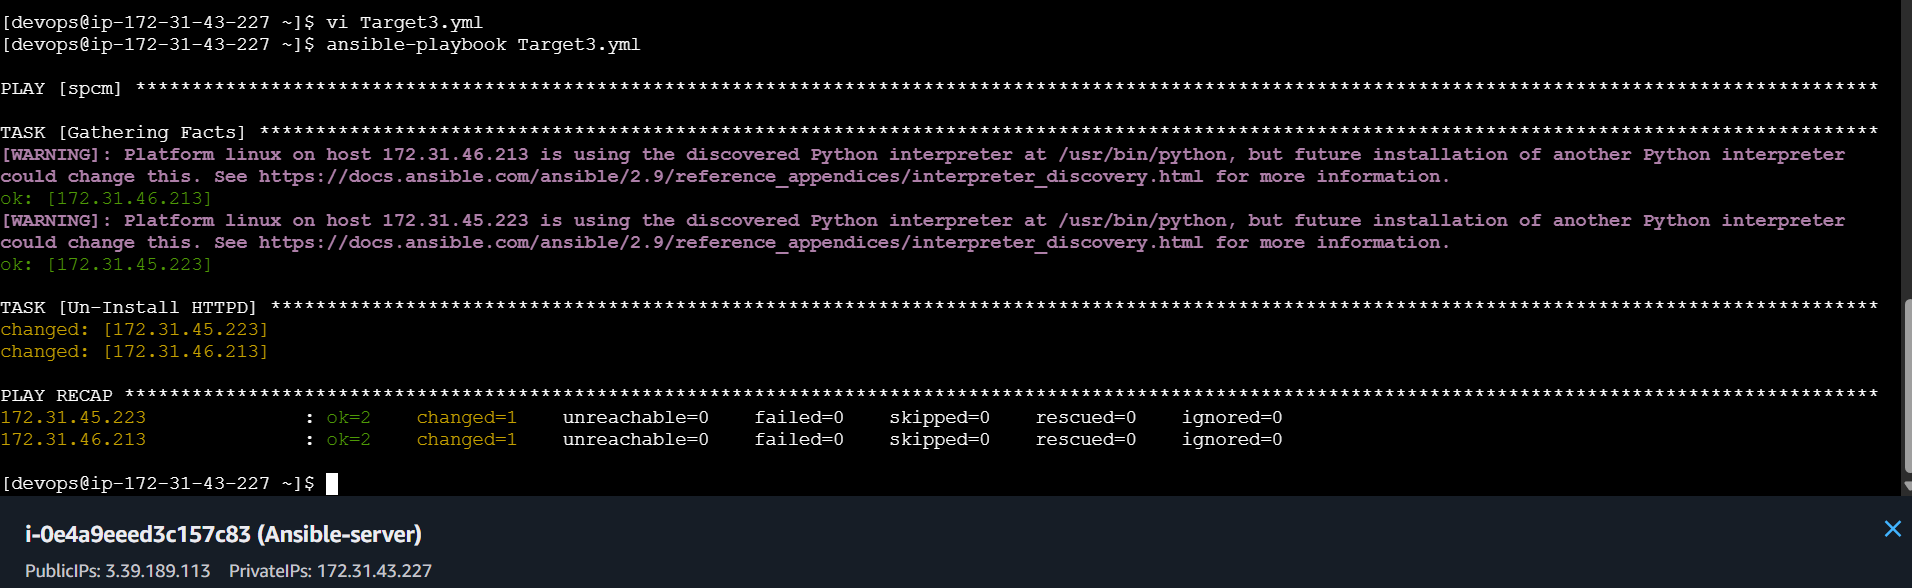 [devops@ip-172-31-43-227 ~]$ vi Target3.yml
[devops@ip-172-31-43-227 ~]$ ansible-playbook Target3.yml
PLAY [spcm] ***********************************************************************************************************************************************************
TASK [Gathering Facts] ************************************************************************************************************************************************
[WARNING]: Platform linux on host 172.31.46.213 is using the discovered Python interpreter at /usr/bin/python, but future installation of another Python interpreter
could change this. See https://docs.ansible.com/ansible/2.9/reference_appendices/interpreter_discovery.html for more information.
ok: [172.31.46.213]
[WARNING]: Platform linux on host 172.31.45.223 is using the discovered Python interpreter at /usr/bin/python, but future installation of another Python interpreter
could change this. See https://docs.ansible.com/ansible/2.9/reference_appendices/interpreter_discovery.html for more information.
ok: [172.31.45.223]
TASK [Un-Install HTTPD] ***********************************************************************************************************************************************
changed: [172.31.45.223]
changed: [172.31.46.213]
PLAY RECAP ************************************************************************************************************************************************************
172.31.45.223              : ok=2    changed=1    unreachable=0    failed=0    skipped=0    rescued=0    ignored=0
172.31.46.213              : ok=2    changed=1    unreachable=0    failed=0    skipped=0    rescued=0    ignored=0
[devops@ip-172-31-43-227 ~]$
i-0e4a9eeed3c157c83 (Ansible-server)
PublicIPs: 3.39.189.113 PrivateIPs: 172.31.43.227